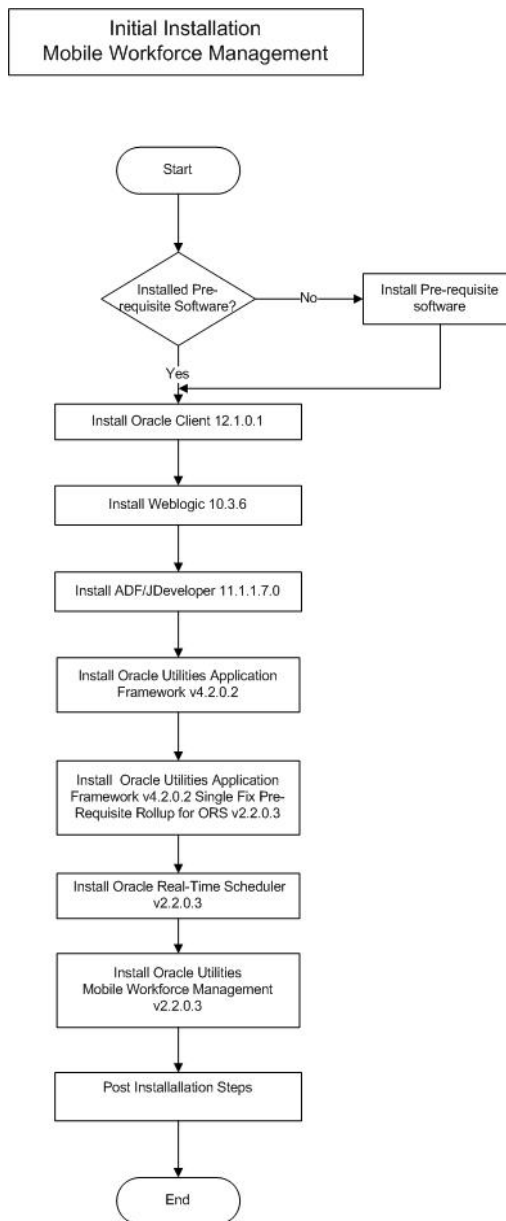 Initial Installation
Mobile Workforce Management
Start
Installed Pre-
requisite Software?
No
Install Pre-requisite
software
Yes
Install Oracle Client 12.1.0.1
Install Weblogic 10.3.6
Install ADF/JDeveloper 11.1.1.7.0
Install Oracle Utilities Application
Framework v4.2.0.2
Install Oracle Utilities Application
Framework v4.2.0.2 Single Fix Pre-
Requisite Rollup for ORS v2.2.0.3
Install Oracle Real-Time Scheduler
v2.2.0.3
Install Oracle Utilities
Mobile Workforce Management
v2.2.0.3
Post Installallation Steps
End